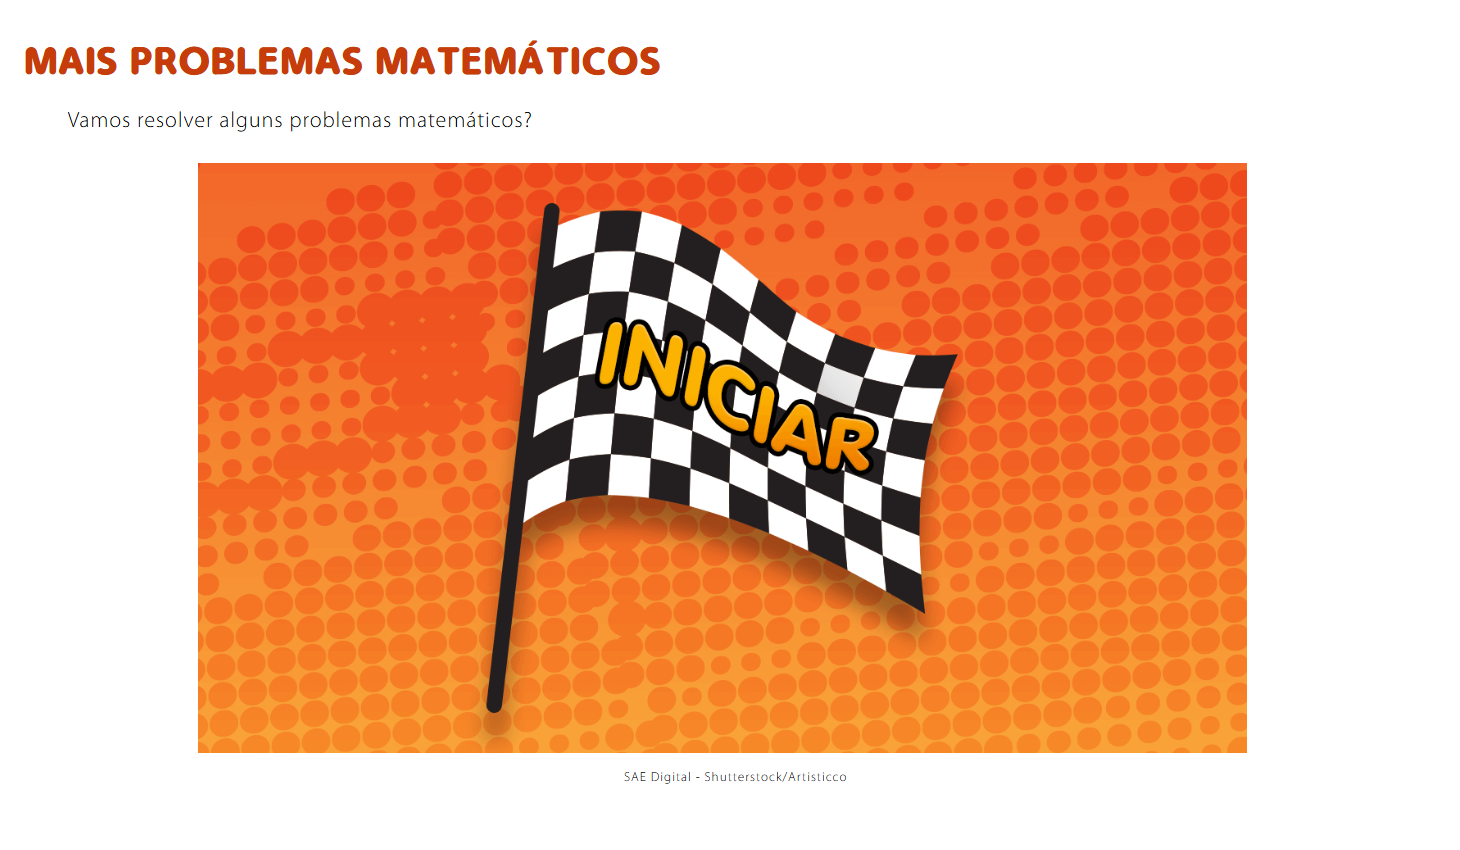 MAIS PROBLEMAS MATEMÁTICOS
Vamos resolver alguns problemas matemáticos?
INICIAR
SAE Digital - Shutterstock/Artisticco